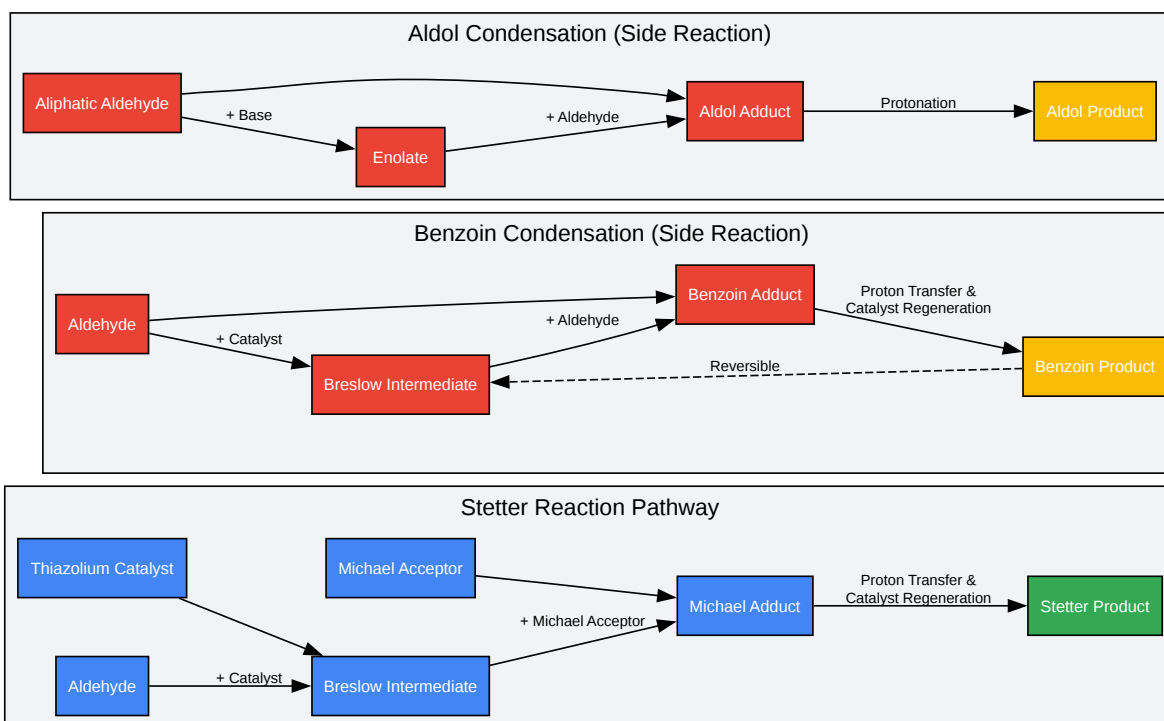 Aldol Condensation (Side Reaction)
Aliphatic Aldehyde
+ Base
Enolate
+ Aldehyde
Aldol Adduct
Protonation
Aldol Product
Benzoin Condensation (Side Reaction)
Aldehyde
+ Catalyst
Breslow Intermediate
+ Aldehyde
Benzoin Adduct
Proton Transfer &
Catalyst Regeneration
Reversible
Benzoin Product
Stetter Reaction Pathway
Thiazolium Catalyst
Michael Acceptor
Aldehyde
+ Catalyst
Breslow Intermediate
+ Michael Acceptor
Michael Adduct
Proton Transfer &
Catalyst Regeneration
Stetter Product